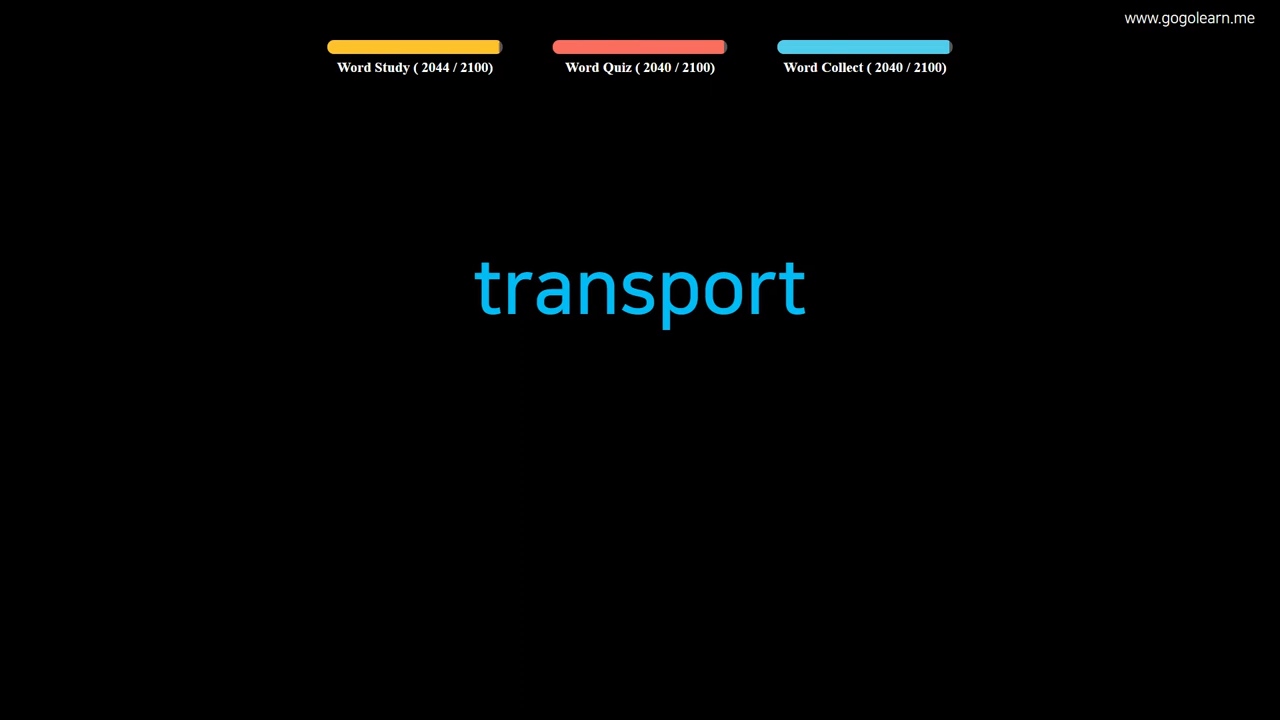 www.gogolearn.me
Word Study ( 2044 / 2100)
Word Quiz ( 2040 / 2100)
Word Collect ( 2040 / 2100)
transport